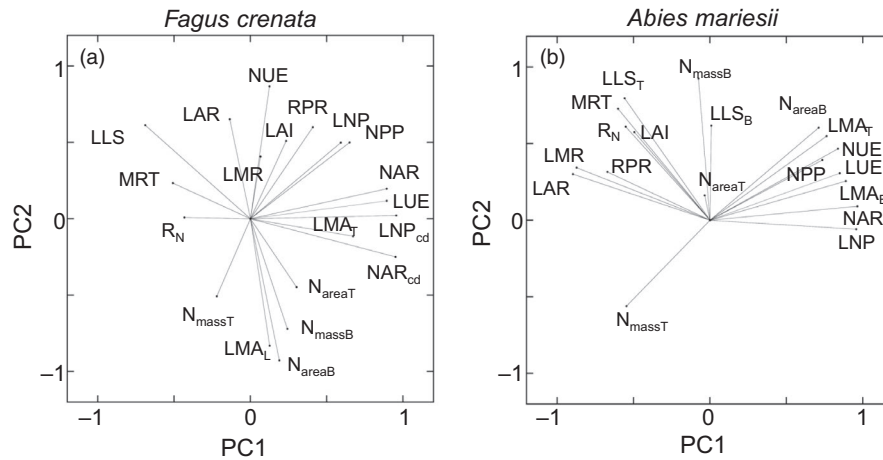 Fagus crenata
(a)
1
NUE
LAR
RPR
LNP
LLS
LAI
NPP
LMR
MRT
NAR
LUE
0
R_N
LMA_T
LNP_cd
NAR_cd
N_areaT
N_massT
N_massB
LMA_L
N_areaB
−1
−1
0
1
PC1
PC2
Abies mariesii
(b)
1
N_massB
LLS_T
MRT
LLS_B
N_areaB
LMA_T
R_N
LAI
NUE
LMR
RPR
NPP
LUE
LAR
N_areaT
LMA_B
NAR
0
LNP
N_massT
−1
−1
0
1
PC1
PC2